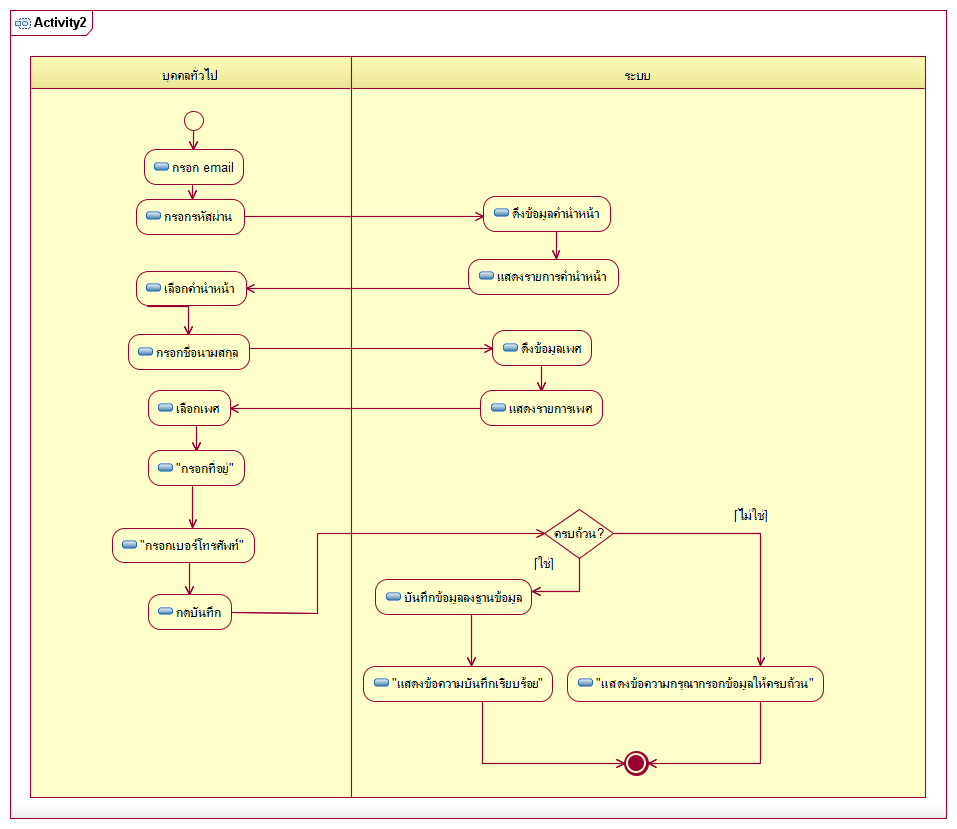 Activity2
บุคคลทั่วไป
ระบบ
กรอก email
กรอกรหัสผ่าน
ดึงข้อมูลคำนำหน้า
แสดงรายการคำนำหน้า
เลือกคำนำหน้า
กรอกชื่อนามสกุล
ดึงข้อมูลเพศ
แสดงรายการเพศ
เลือกเพศ
"กรอกที่อยู่"
"กรอกเบอร์โทรศัพท์"
กดบันทึก
ครบถ้วน?
[ไม่ใช่]
[ใช่]
บันทึกข้อมูลลงฐานข้อมูล
"แสดงข้อความบันทึกเรียบร้อย"
"แสดงข้อความกรุณากรอกข้อมูลให้ครบถ้วน"